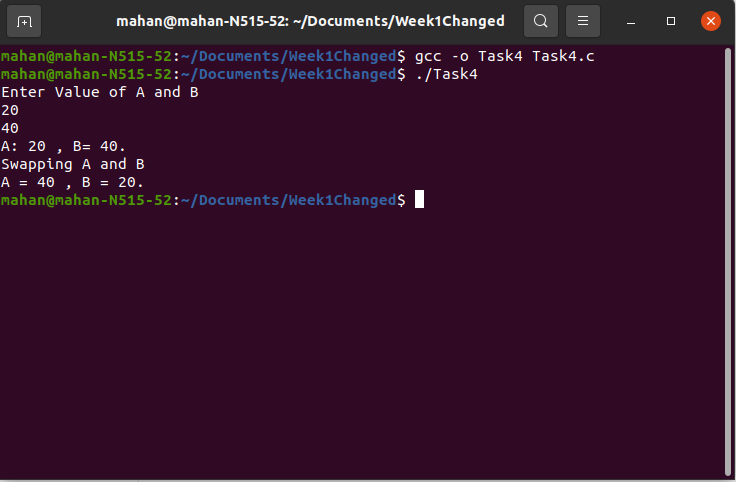 mahan@mahan-N515-52: ~/Documents/Week1Changed
mahan@mahan-N515-52:~/Documents/Week1Changed$ gcc -o Task4 Task4.c
mahan@mahan-N515-52:~/Documents/Week1Changed$ ./Task4
Enter Value of A and B
20
40
A: 20 , B= 40.
Swapping A and B
A = 40 , B = 20.
mahan@mahan-N515-52:~/Documents/Week1Changed$